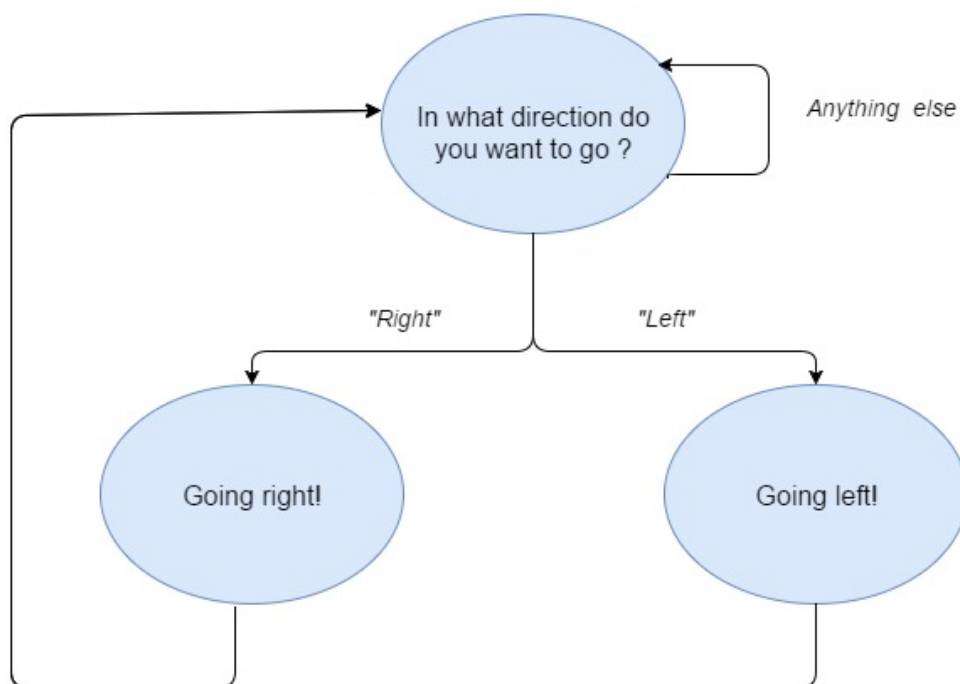 In what direction do
you want to go ?
Anything else
"Right"
"Left"
Going right!
Going left!